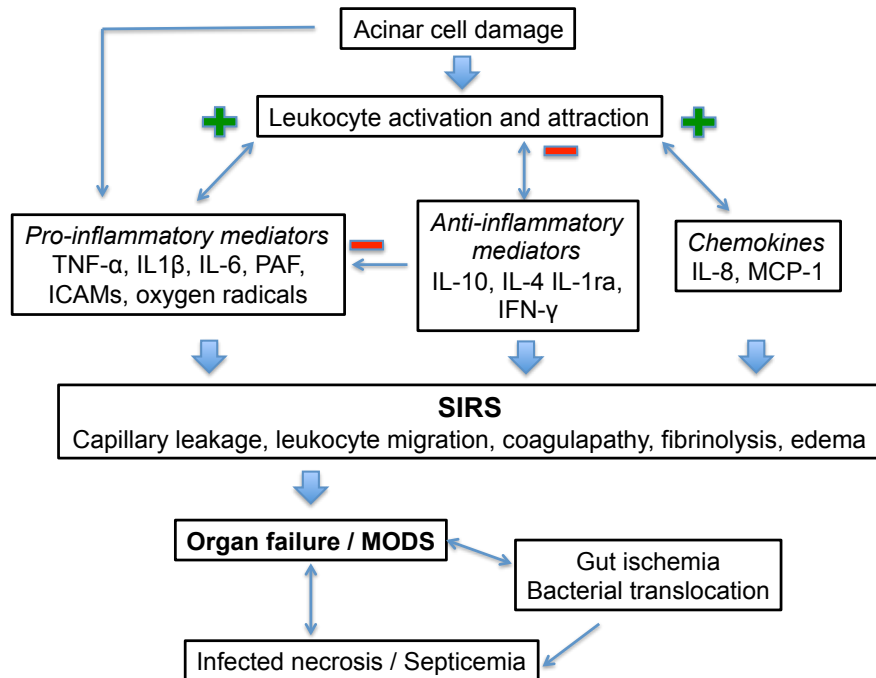 Acinar cell damage
Leukocyte activation and attraction
Pro-inflammatory mediators
TNF-α, IL1β, IL-6, PAF,
ICAMs, oxygen radicals
Anti-inflammatory
mediators
IL-10, IL-4 IL-1ra,
IFN-γ
Chemokines
IL-8, MCP-1
SIRS
Capillary leakage, leukocyte migration, coagulapathy, fibrinolysis, edema
Organ failure / MODS
Gut ischemia
Bacterial translocation
Infected necrosis / Septicemia